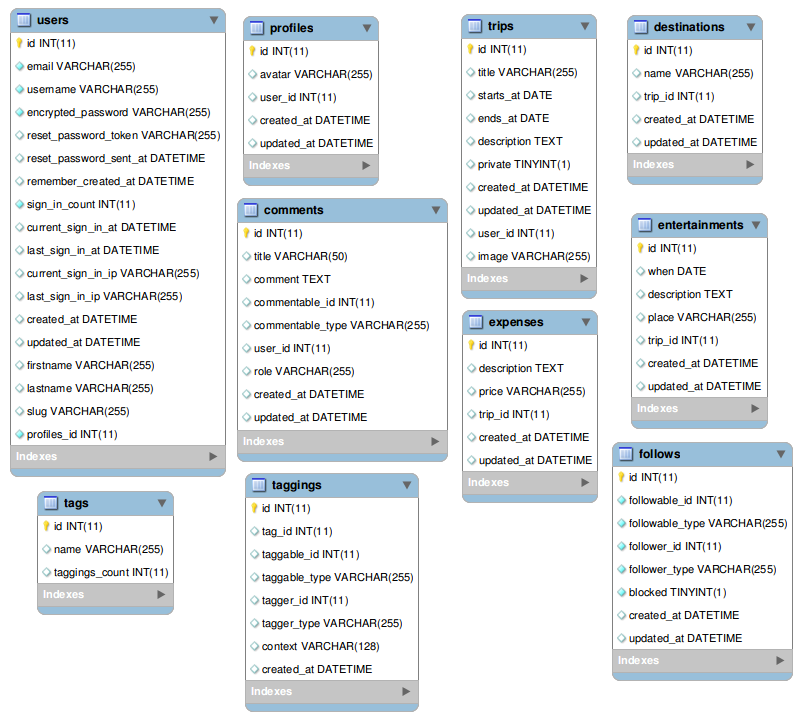 users
id INT(11)
email VARCHAR(255)
username VARCHAR(255)
encrypted_password VARCHAR(255)
reset_password_token VARCHAR(255)
reset_password_sent_at DATETIME
remember_created_at DATETIME
sign_in_count INT(11)
current_sign_in_at DATETIME
last_sign_in_at DATETIME
current_sign_in_ip VARCHAR(255)
last_sign_in_ip VARCHAR(255)
created_at DATETIME
updated_at DATETIME
firstname VARCHAR(255)
lastname VARCHAR(255)
slug VARCHAR(255)
profiles_id INT(11)
Indexes
tags
id INT(11)
name VARCHAR(255)
taggings_count INT(11)
Indexes
profiles
id INT(11)
avatar VARCHAR(255)
user_id INT(11)
created_at DATETIME
updated_at DATETIME
Indexes
comments
id INT(11)
title VARCHAR(50)
comment TEXT
commentable_id INT(11)
commentable_type VARCHAR(255)
user_id INT(11)
role VARCHAR(255)
created_at DATETIME
updated_at DATETIME
Indexes
taggings
id INT(11)
tag_id INT(11)
taggable_id INT(11)
taggable_type VARCHAR(255)
tagger_id INT(11)
tagger_type VARCHAR(255)
context VARCHAR(128)
created_at DATETIME
Indexes
trips
id INT(11)
title VARCHAR(255)
starts_at DATE
ends_at DATE
description TEXT
private TINYINT(1)
created_at DATETIME
updated_at DATETIME
user_id INT(11)
image VARCHAR(255)
Indexes
expenses
id INT(11)
description TEXT
price VARCHAR(255)
trip_id INT(11)
created_at DATETIME
updated_at DATETIME
Indexes
destinations
id INT(11)
name VARCHAR(255)
trip_id INT(11)
created_at DATETIME
updated_at DATETIME
Indexes
entertainments
id INT(11)
when DATE
description TEXT
place VARCHAR(255)
trip_id INT(11)
created_at DATETIME
updated_at DATETIME
Indexes
follows
id INT(11)
followable_id INT(11)
followable_type VARCHAR(255)
follower_id INT(11)
follower_type VARCHAR(255)
blocked TINYINT(1)
created_at DATETIME
updated_at DATETIME
Indexes